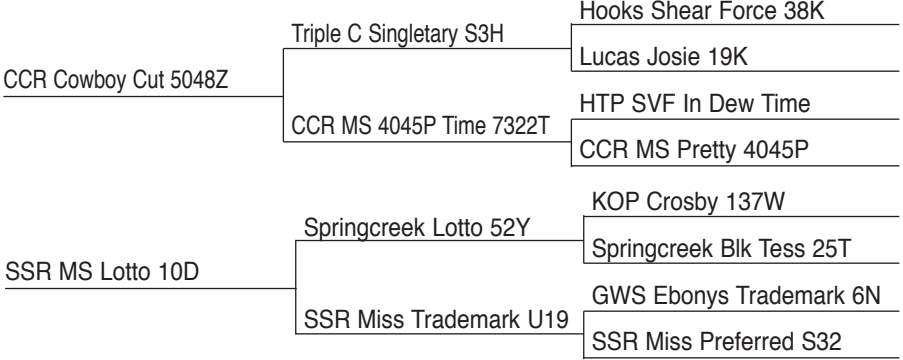 Hooks Shear Force 38K
Triple C Singletary S3H
Lucas Josie 19K
CCR Cowboy Cut 5048Z
HTP SVF In Dew Time
CCR MS 4045P Time 7322T
CCR MS Pretty 4045P
KOP Crosby 137W
Springcreek Lotto 52Y
Springcreek Blk Tess 25T
SSR MS Lotto 10D
GWS Ebonys Trademark 6N
SSR Miss Trademark U19
SSR Miss Preferred S32